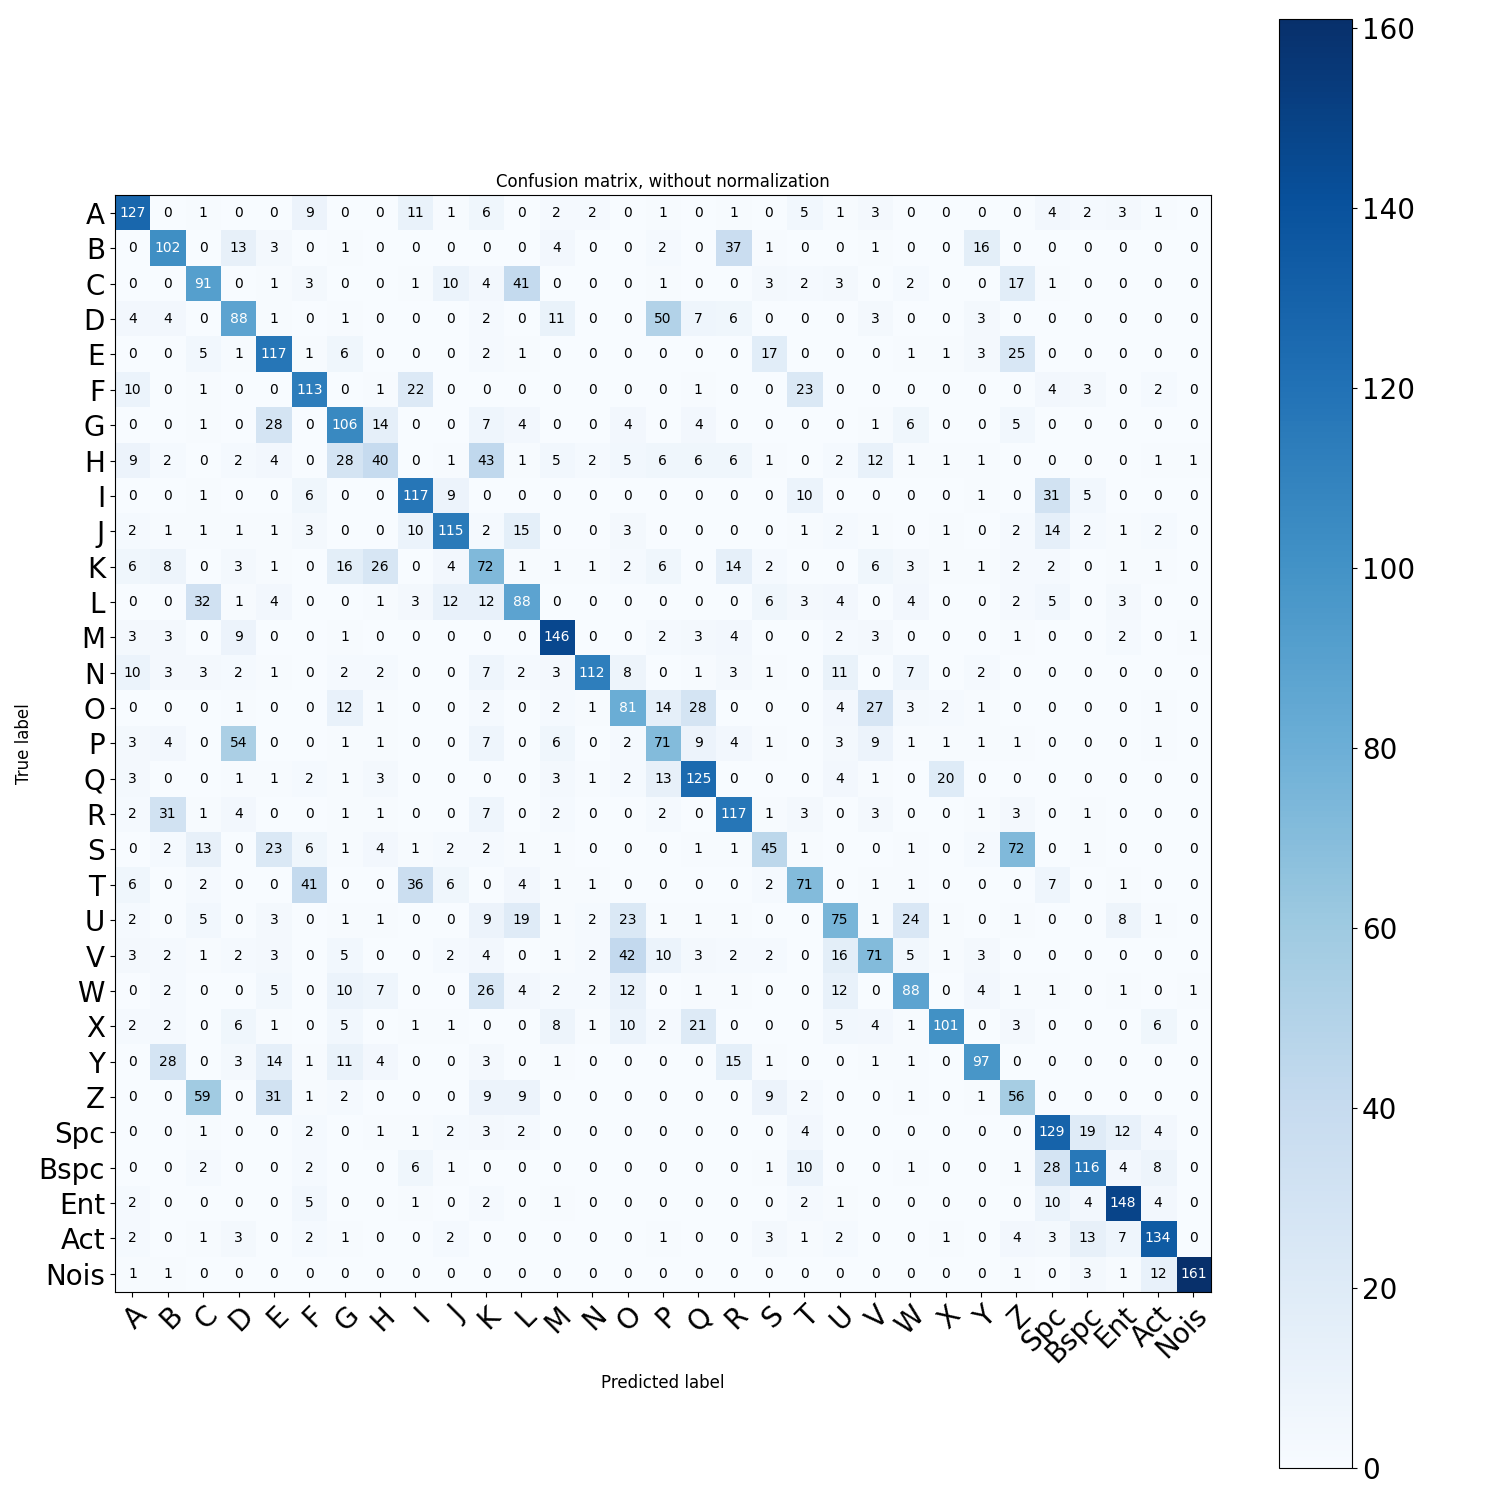 Confusion matrix, without normalization
A 127 0 1 0 0 9 0 0 11 1 6 0 2 2 0 1 0 1 0 5 1 3 0 0 0 0 4 2 3 1 0
B 0 102 0 13 3 0 1 0 0 0 0 0 4 0 0 2 0 37 1 0 0 1 0 0 16 0 0 0 0 0 0
C 0 0 91 0 1 3 0 0 1 10 4 41 0 0 0 1 0 0 3 2 3 0 2 0 0 17 1 0 0 0 0
D 4 4 0 88 1 0 1 0 0 0 2 0 11 0 0 50 7 6 0 0 0 3 0 0 3 0 0 0 0 0 0
E 0 0 5 1 117 1 6 0 0 0 2 1 0 0 0 0 0 0 17 0 0 0 1 1 3 25 0 0 0 0 0
F 10 0 1 0 0 113 0 1 22 0 0 0 0 0 0 0 1 0 0 23 0 0 0 0 0 0 4 3 0 2 0
G 0 0 1 0 28 0 106 14 0 0 7 4 0 0 4 0 4 0 0 0 0 1 6 0 0 5 0 0 0 0 0
H 9 2 0 2 4 0 28 40 0 1 43 1 5 2 5 6 6 6 1 0 2 12 1 1 1 0 0 0 0 1 1
I 0 0 1 0 0 6 0 0 117 9 0 0 0 0 0 0 0 0 0 10 0 0 0 0 1 0 31 5 0 0 0
J 2 1 1 1 1 3 0 0 10 115 2 15 0 0 3 0 0 0 0 1 2 1 0 1 0 2 14 2 1 2 0
K 6 8 0 3 1 0 16 26 0 4 72 1 1 1 2 6 0 14 2 0 0 6 3 1 1 2 2 0 1 1 0
L 0 0 32 1 4 0 0 1 3 12 12 88 0 0 0 0 0 0 6 3 4 0 4 0 0 2 5 0 3 0 0
M 3 3 0 9 0 0 1 0 0 0 0 0 146 0 0 2 3 4 0 0 2 3 0 0 0 1 0 0 2 0 1
N 10 3 3 2 1 0 2 2 0 0 7 2 3 112 8 0 1 3 1 0 11 0 7 0 2 0 0 0 0 0 0
O 0 0 0 1 0 0 12 1 0 0 2 0 2 1 81 14 28 0 0 0 4 27 3 2 1 0 0 0 0 1 0
P 3 4 0 54 0 0 1 1 0 0 7 0 6 0 2 71 9 4 1 0 3 9 1 1 1 1 0 0 0 1 0
Q 3 0 0 1 1 2 1 3 0 0 0 0 3 1 2 13 125 0 0 0 4 1 0 20 0 0 0 0 0 0 0
R 2 31 1 4 0 0 1 1 0 0 7 0 2 0 0 2 0 117 1 3 0 3 0 0 1 3 0 1 0 0 0
S 0 2 13 0 23 6 1 4 1 2 2 1 1 0 0 0 1 1 45 1 0 0 1 0 2 72 0 1 0 0 0
T 6 0 2 0 0 41 0 0 36 6 0 4 1 1 0 0 0 0 2 71 0 1 1 0 0 0 7 0 1 0 0
U 2 0 5 0 3 0 1 1 0 0 9 19 1 2 23 1 1 1 0 0 75 1 24 1 0 1 0 0 8 1 0
V 3 2 1 2 3 0 5 0 0 2 4 0 1 2 42 10 3 2 2 0 16 71 5 1 3 0 0 0 0 0 0
W 0 2 0 0 5 0 10 7 0 0 26 4 2 2 12 0 1 1 0 0 12 0 88 0 4 1 1 0 1 0 1
X 2 2 0 6 1 0 5 0 1 1 0 0 8 1 10 2 21 0 0 0 5 4 1 101 0 3 0 0 0 6 0
Y 0 28 0 3 14 1 11 4 0 0 3 0 1 0 0 0 0 15 1 0 0 1 1 0 97 0 0 0 0 0 0
Z 0 0 59 0 31 1 2 0 0 0 9 9 0 0 0 0 0 0 9 2 0 0 1 0 1 56 0 0 0 0 0
Spc 0 0 1 0 0 2 0 1 1 2 3 2 0 0 0 0 0 0 0 4 0 0 0 0 0 0 129 19 12 4 0
Bspc 0 0 2 0 0 2 0 0 6 1 0 0 0 0 0 0 0 0 1 10 0 0 1 0 0 1 28 116 4 8 0
Ent 2 0 0 0 0 5 0 0 1 0 2 0 1 0 0 0 0 0 0 2 1 0 0 0 0 0 10 4 148 4 0
Act 2 0 1 3 0 2 1 0 0 2 0 0 0 0 0 1 0 0 3 1 2 0 0 1 0 4 3 13 7 134 0
Nois 1 1 0 0 0 0 0 0 0 0 0 0 0 0 0 0 0 0 0 0 0 0 0 0 0 1 0 3 1 12 161
A B C D E F G H I J K L M N O P Q R S T U V W X Y Z Spc Bspc Ent Act Nois
Predicted label
True label
160
140
120
100
80
60
40
20
0